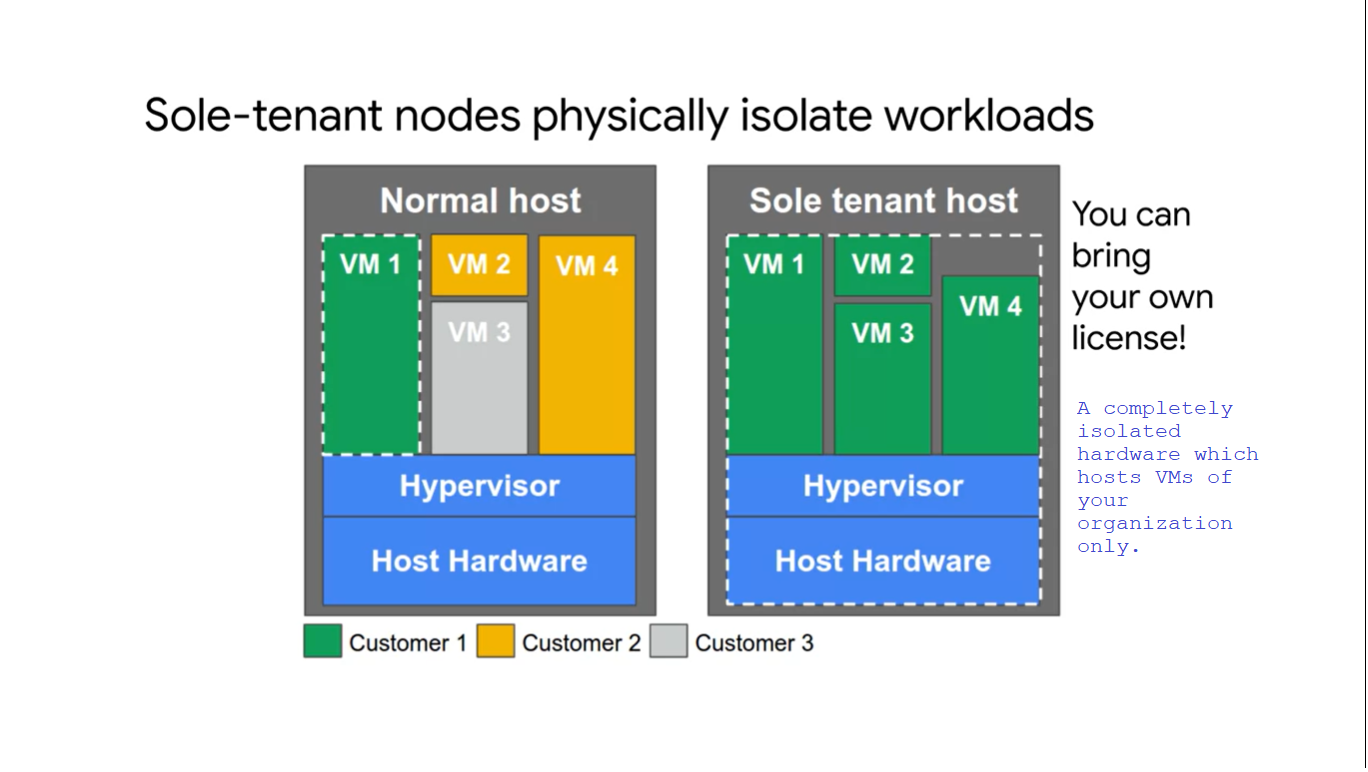 Sole-tenant nodes physically isolate workloads
Normal host
VM 1
VM 2
VM 3
VM 4
Hypervisor
Host Hardware
Sole tenant host
VM 1
VM 2
VM 3
VM 4
Hypervisor
Host Hardware
You can
bring
your own
license!
A completely
isolated
hardware which
hosts VMs of
your
organization
only.
Customer 1
Customer 2
Customer 3